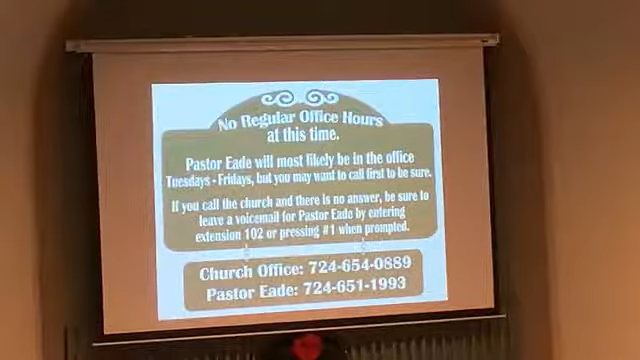 No Regular Office Hours
at this time.
Pastor Eade will most likely be in the office
Tuesdays - Fridays, but you may want to call first to be sure.
If you call the church and there is no answer, be sure to
leave a voicemail for Pastor Eade by entering
extension 102 or pressing #1 when prompted.
Church Office: 724-654-0889
Pastor Eade: 724-651-1993